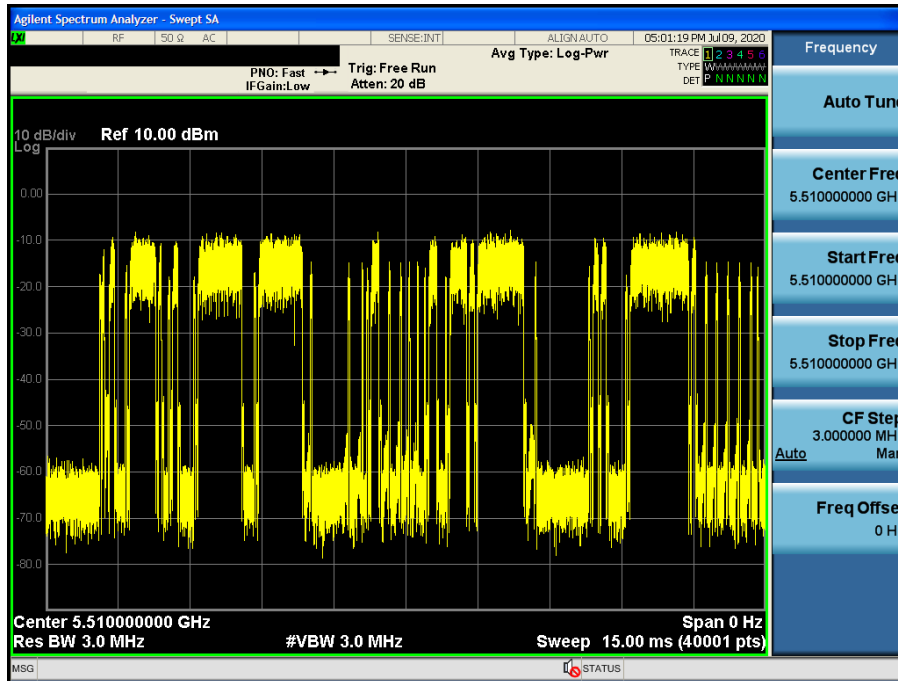 Agilent Spectrum Analyzer - Swept SA
LXI RF 50 Ω AC SENSE:INT ALIGNAUTO 05:01:19 PM Jul 09, 2020
Avg Type: Log-Pwr
TRACE 1 2 3 4 5 6
PNO: Fast Trig: Free Run
TYPE WWWWWW
IFGain:Low Atten: 20 dB
DET P N N N N N
10 dB/div Ref 10.00 dBm
Log
0.00
-10.0
-20.0
-30.0
-40.0
-50.0
-60.0
-70.0
-80.0
Center 5.510000000 GHz Span 0 Hz
Res BW 3.0 MHz #VBW 3.0 MHz Sweep 15.00 ms (40001 pts)
MSG STATUS
Frequency
Auto Tun
Center Fre
5.510000000 GH
Start Fre
5.510000000 GH
Stop Fre
5.510000000 GH
CF Step
3.000000 MH
Auto Ma
Freq Offse
0 H